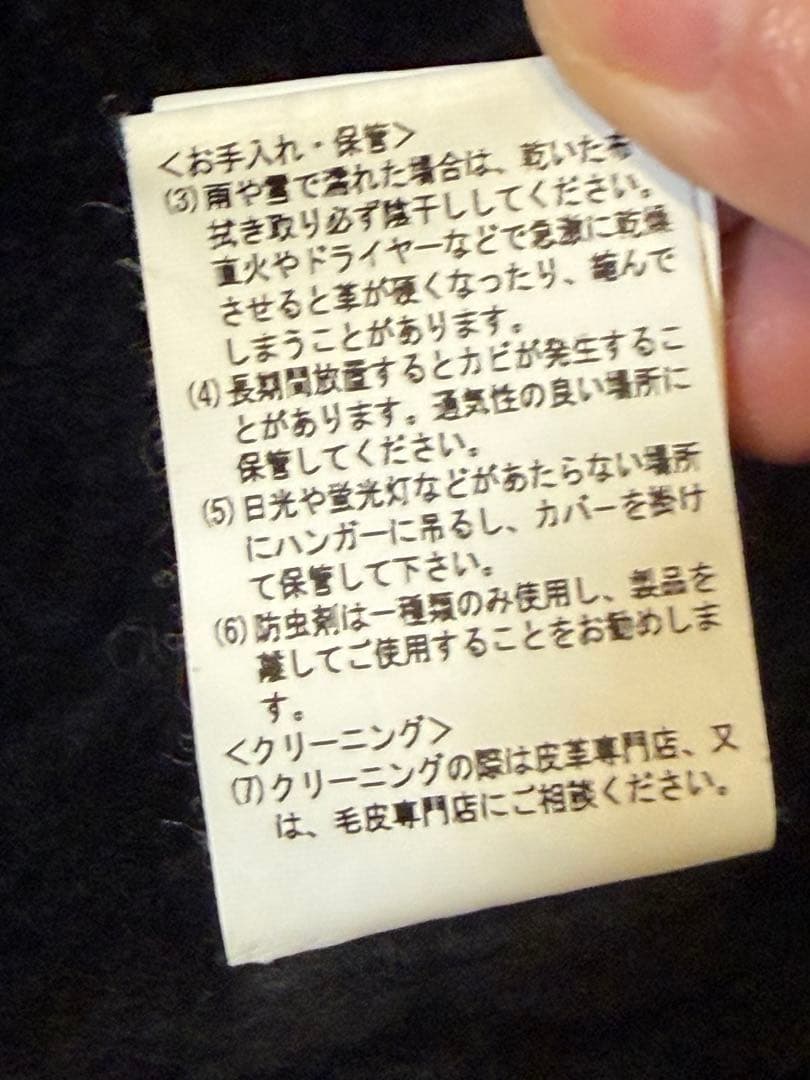 <お手入れ・保管>
(3)雨や雪で濡れた場合は、乾いた布
拭き取り必ず陰干ししてください。
直火やドライヤーなどで急激に乾燥
させると革が硬くなったり、縮んで
しまうことがあります。
(4)長期間放置するとカビが発生するこ
とがあります。通気性の良い場所に
保管してください。
(5)日光や蛍光灯などがあたらない場所
にハンガーに吊るし、カバーを掛け
て保管して下さい。
(6)防虫剤は一種類のみ使用し、製品を
離してご使用することをお勧めしま
す。
<クリーニング>
(7)クリーニングの際は皮革専門店、又
は、毛皮専門店にご相談ください。